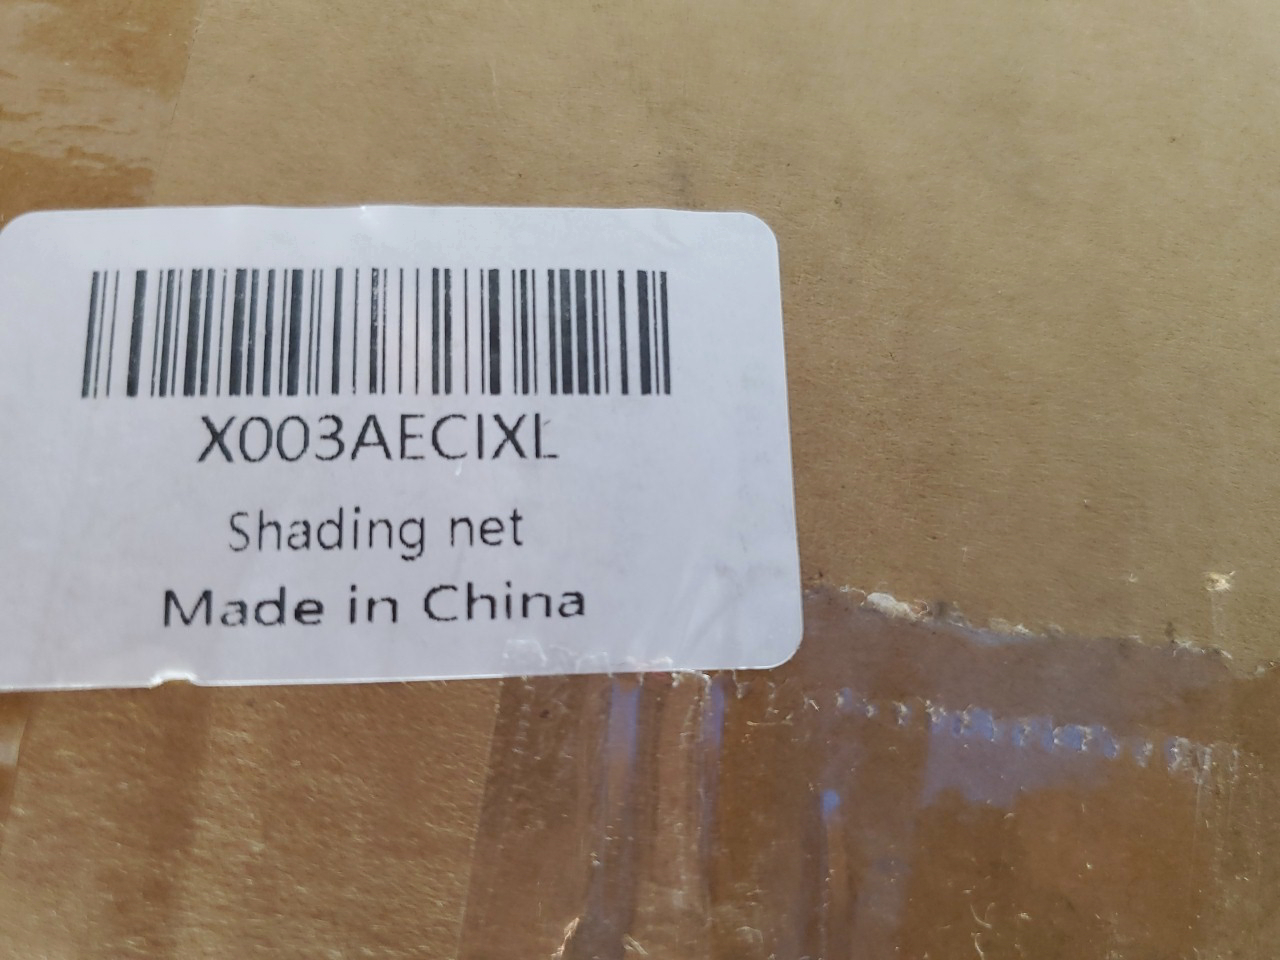 X003AECIXL
Shading net
Made in China